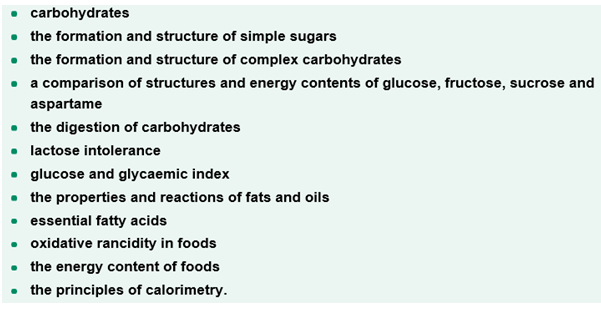 carbohydrates
the formation and structure of simple sugars
the formation and structure of complex carbohydrates
a comparison of structures and energy contents of glucose, fructose, sucrose and
aspartame
the digestion of carbohydrates
lactose intolerance
glucose and glycaemic index
the properties and reactions of fats and oils
essential fatty acids
oxidative rancidity in foods
the energy content of foods
the principles of calorimetry.